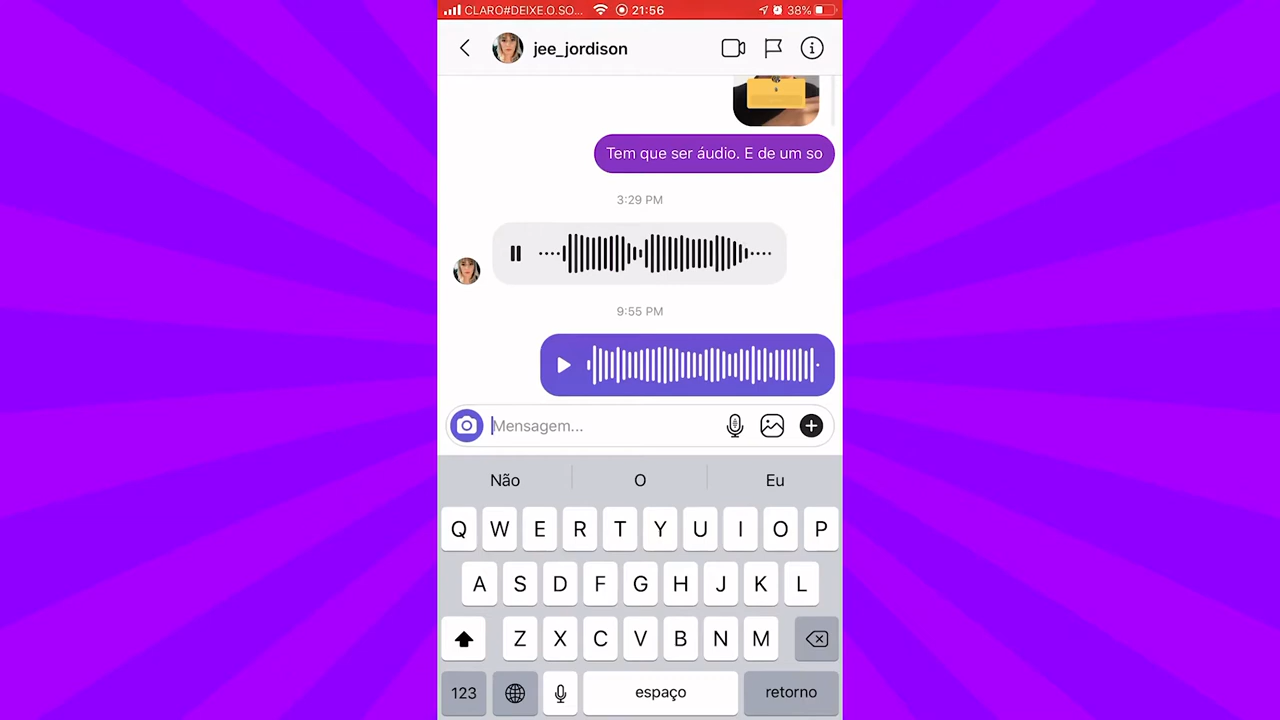 CLARO#DEIXE.O.SO... 21:56 38%
jee_jordison
Tem que ser áudio. E de um so
3:29 PM
9:55 PM
Mensagem...
Não O Eu
Q W E R T Y U I O P
A S D F G H J K L
Z X C V B N M
123 espaço retorno